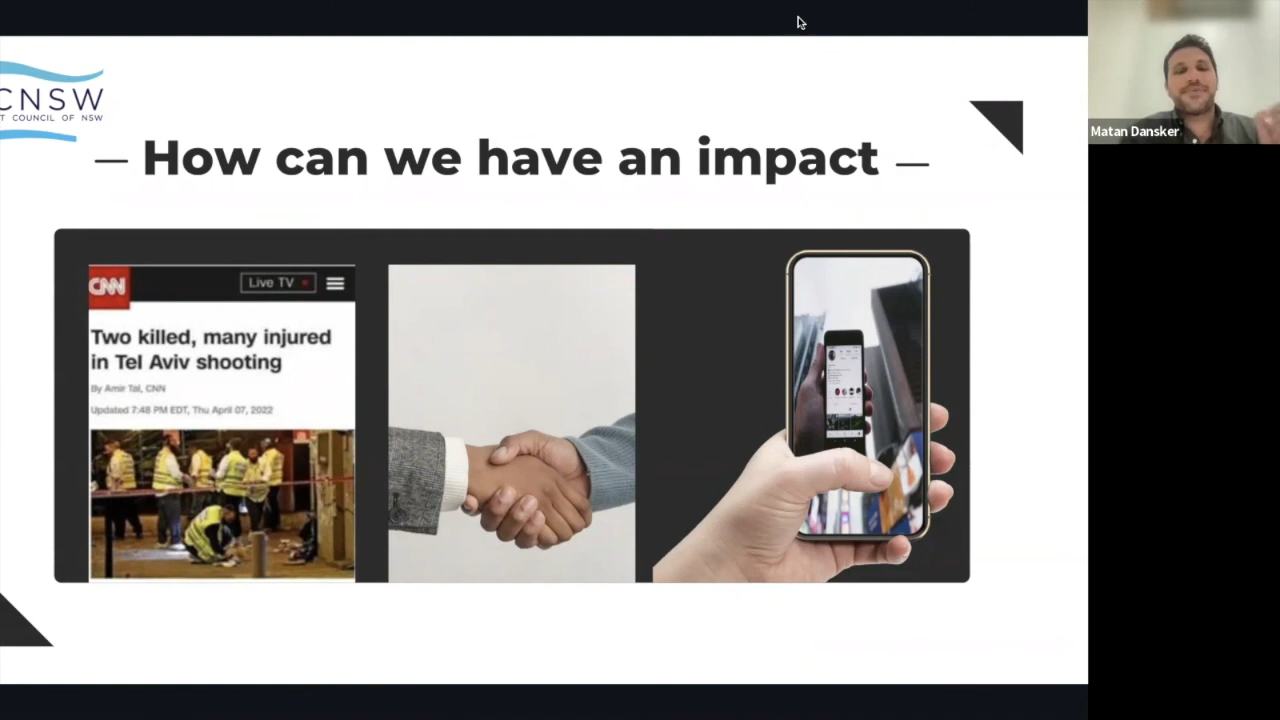 CNSW
T COUNCIL OF NSW
— How can we have an impact —
CNN
Live TV
Two killed, many injured
in Tel Aviv shooting
By Amir Tal, CNN
Updated 7:48 PM EDT, Thu April 07, 2022
Matan Dansker